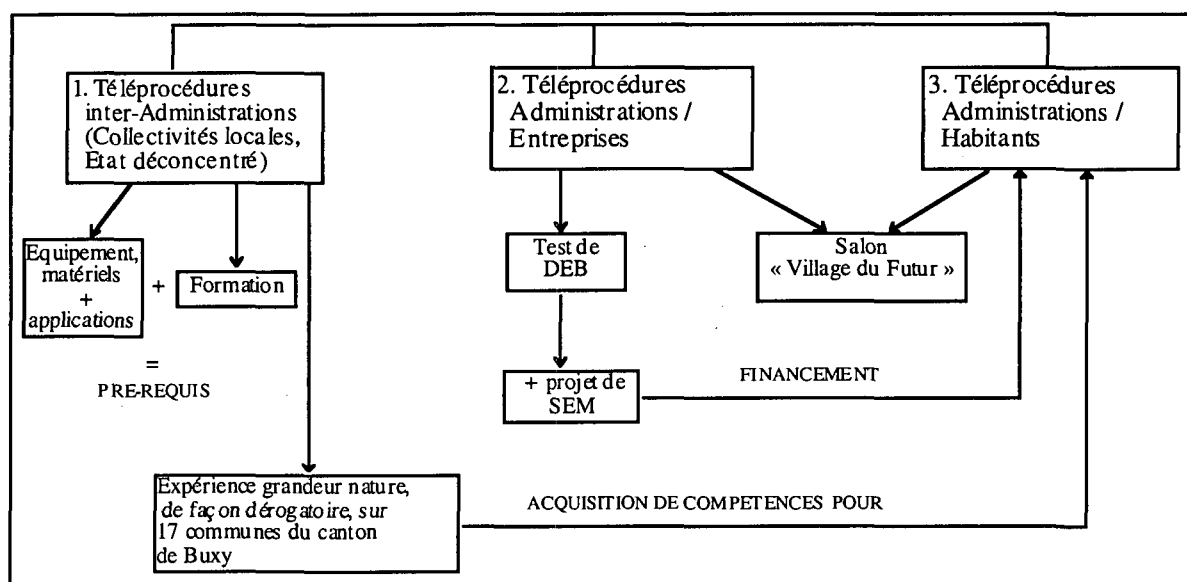 1. Téléprocédures
inter-Administrations
(Collectivités locales,
Etat déconcentré)
2. Téléprocédures
Administrations /
Entreprises
3. Téléprocédures
Administrations /
Habitants
Equipement,
matériels
+
applications
+
Formation
=
PRE-REQUIS
Test de
DEB
Salon
« Village du Futur »
+ projet de
SEM
FINANCEMENT
Expérience grandeur nature,
de façon dérogatoire, sur
17 communes du canton
de Buxy
ACQUISITION DE COMPETENCES POUR